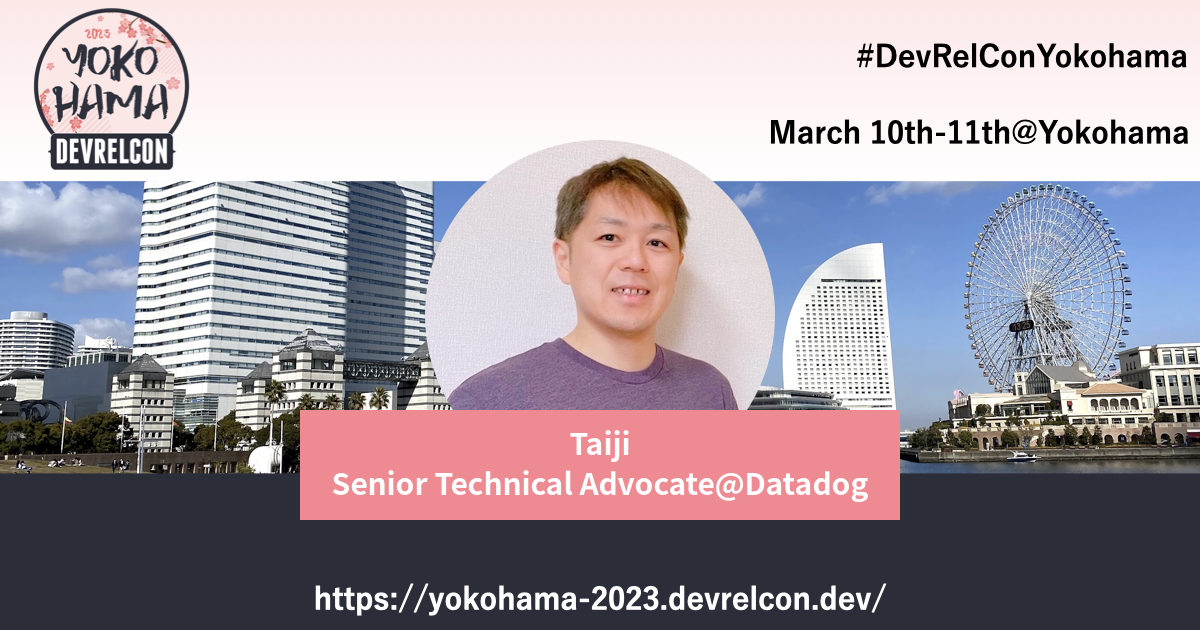 2023
YOKO
HAMA
DEVRELCON
#DevRelConYokohama
March 10th-11th@Yokohama
Taiji
Senior Technical Advocate@Datadog
https://yokohama-2023.devrelcon.dev/